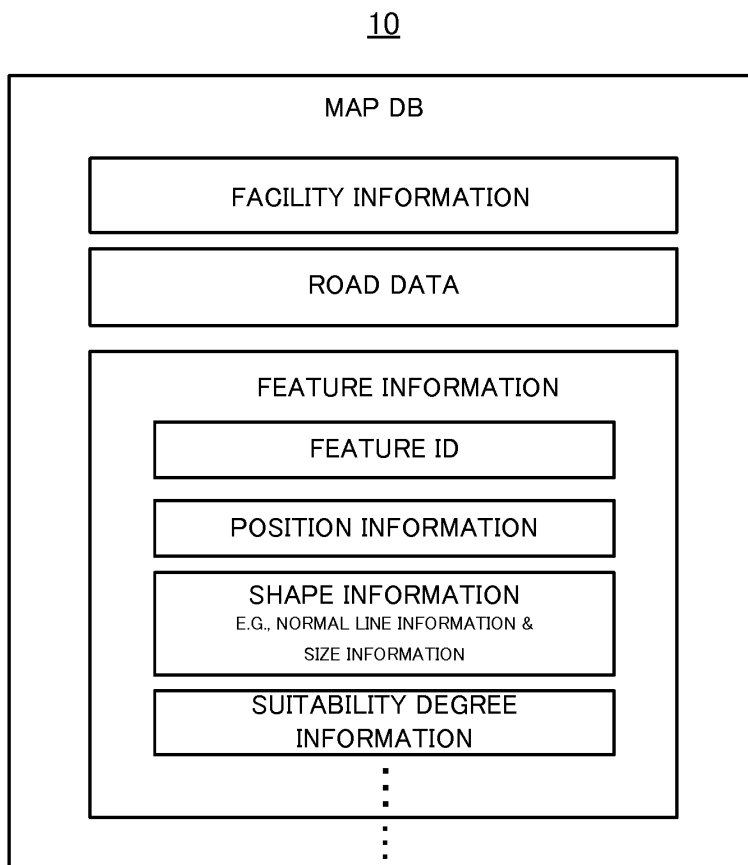 10
MAP DB
FACILITY INFORMATION
ROAD DATA
FEATURE INFORMATION
FEATURE ID
POSITION INFORMATION
SHAPE INFORMATION
E.G., NORMAL LINE INFORMATION &
SIZE INFORMATION
SUITABILITY DEGREE
INFORMATION